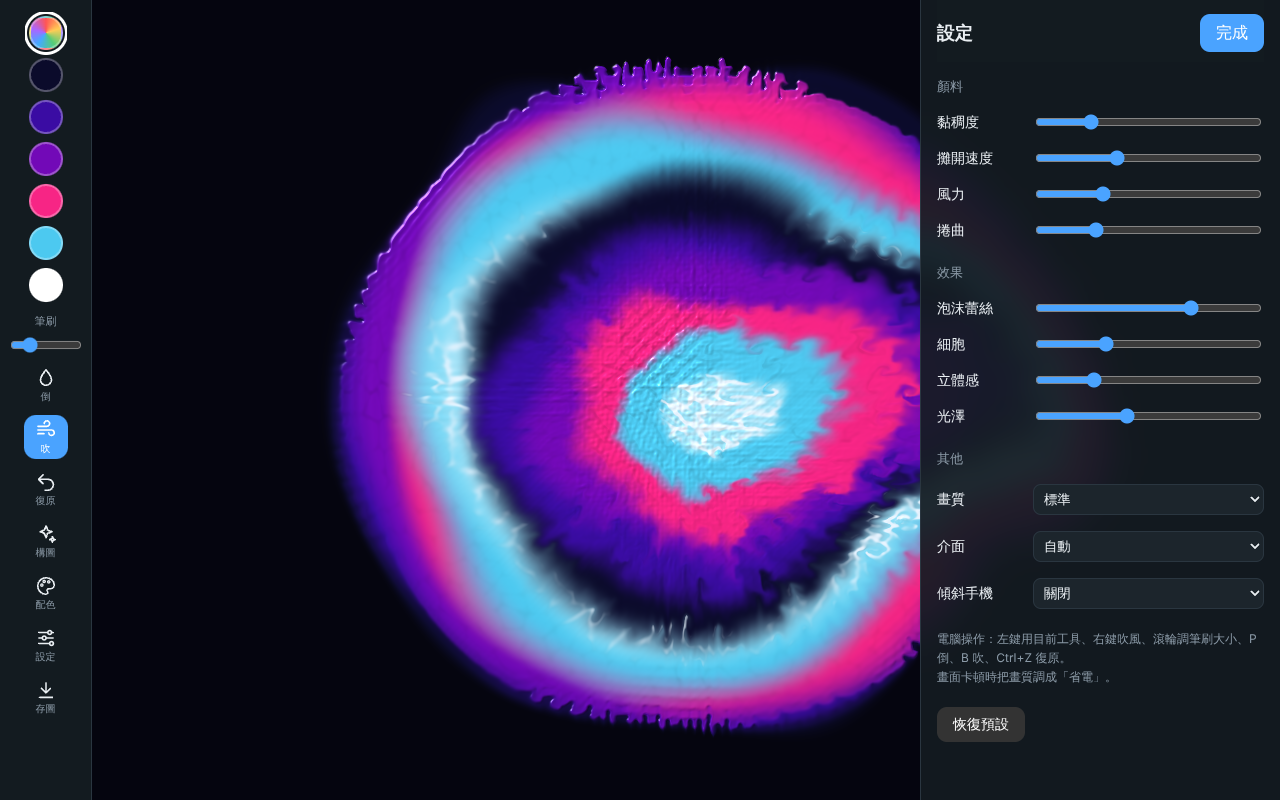 筆刷
倒
吹
復原
構圖
配色
設定
存圖
設定
完成
顏料
黏稠度
攤開速度
風力
捲曲
效果
泡沫蕾絲
細胞
立體感
光澤
其他
畫質
標準
介面
自動
傾斜手機
關閉
電腦操作：左鍵用目前工具、右鍵吹風、滾輪調筆刷大小、P
倒、B 吹、Ctrl+Z 復原。
畫面卡頓時把畫質調成「省電」。
恢復預設